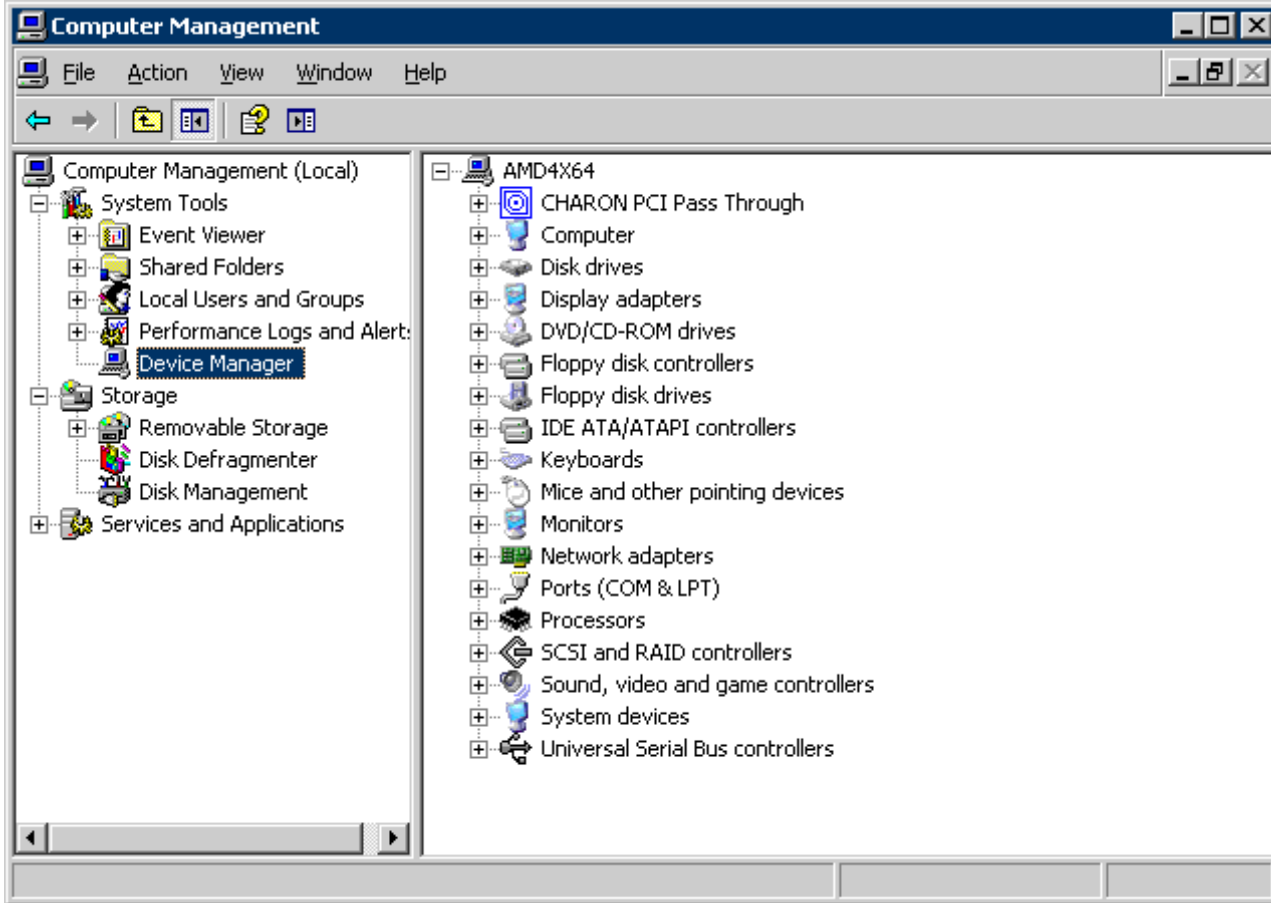 Computer Management
File Action View Window Help
Computer Management (Local)
System Tools
Event Viewer
Shared Folders
Local Users and Groups
Performance Logs and Alert
Device Manager
Storage
Removable Storage
Disk Defragmenter
Disk Management
Services and Applications
AMD4X64
CHARON PCI Pass Through
Computer
Disk drives
Display adapters
DVD/CD-ROM drives
Floppy disk controllers
Floppy disk drives
IDE ATA/ATAPI controllers
Keyboards
Mice and other pointing devices
Monitors
Network adapters
Ports (COM & LPT)
Processors
SCSI and RAID controllers
Sound, video and game controllers
System devices
Universal Serial Bus controllers